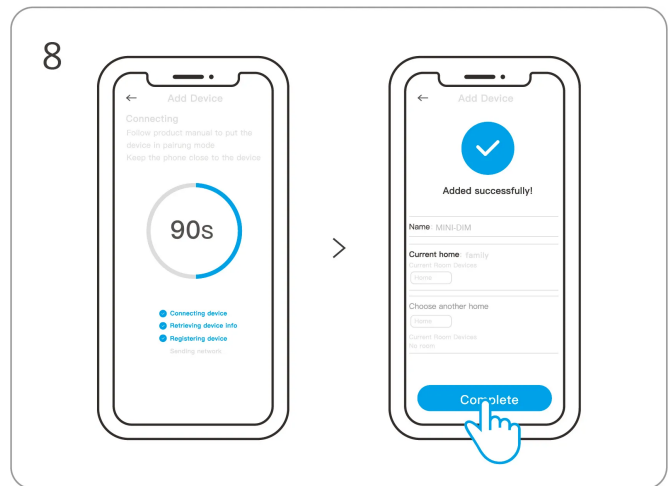 8
Add Device
Connecting
Follow product manual to put the
device in pairung mode
Keep the phone close to the device
90s
Connecting device
Retrieving device info
Registering device
Sending network
>
Add Device
Added successfully!
Name MINI-DIM
Current home family
Current Room Devices
Home
Choose another home
Home
Current Room Devices
No room
Complete